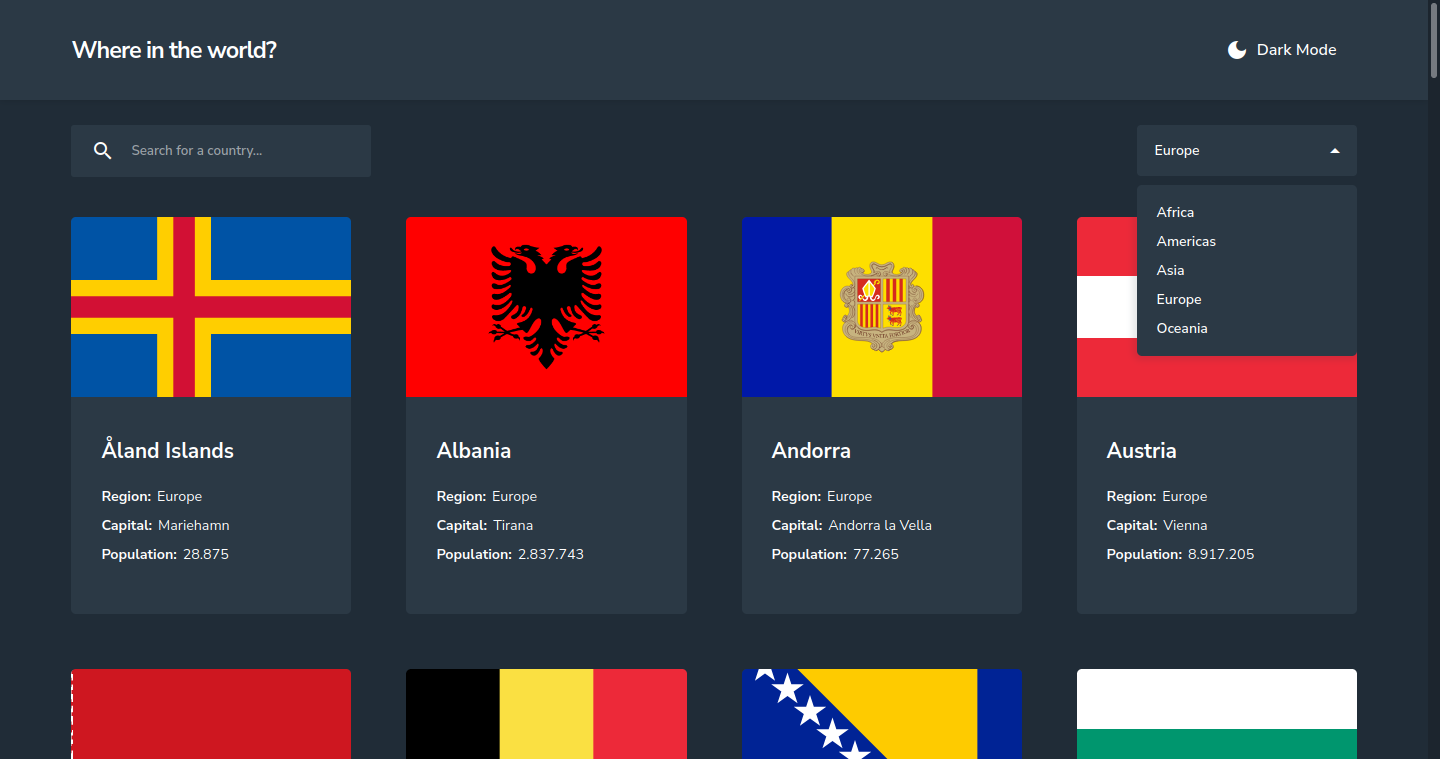 Where in the world?
Dark Mode
Search for a country...
Europe
Africa
Americas
Asia
Europe
Oceania
Åland Islands
Region: Europe
Capital: Mariehamn
Population: 28.875
Albania
Region: Europe
Capital: Tirana
Population: 2.837.743
Andorra
Region: Europe
Capital: Andorra la Vella
Population: 77.265
Austria
Region: Europe
Capital: Vienna
Population: 8.917.205